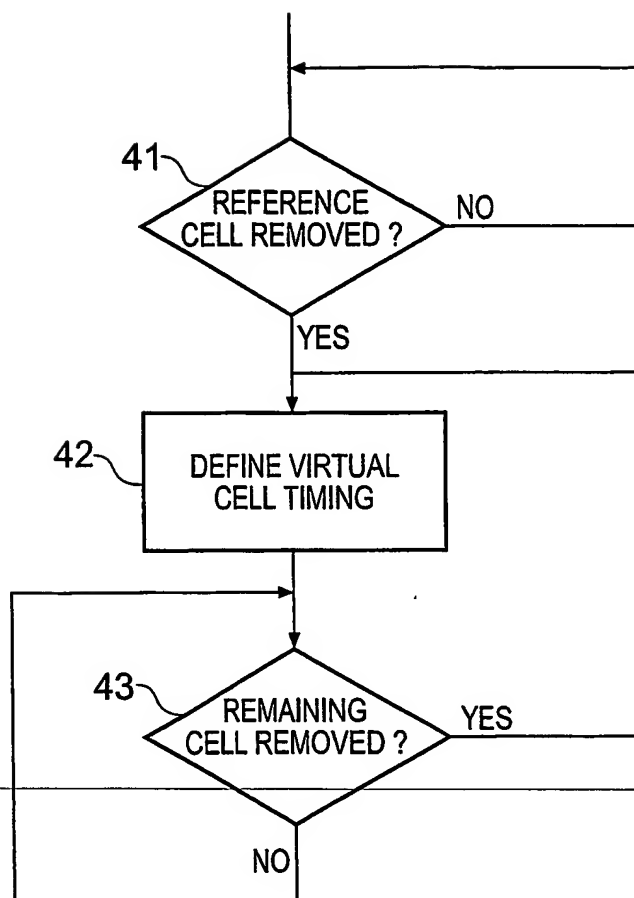 41
REFERENCE
CELL REMOVED ?
NO
YES
42
DEFINE VIRTUAL
CELL TIMING
43
REMAINING
CELL REMOVED ?
YES
NO